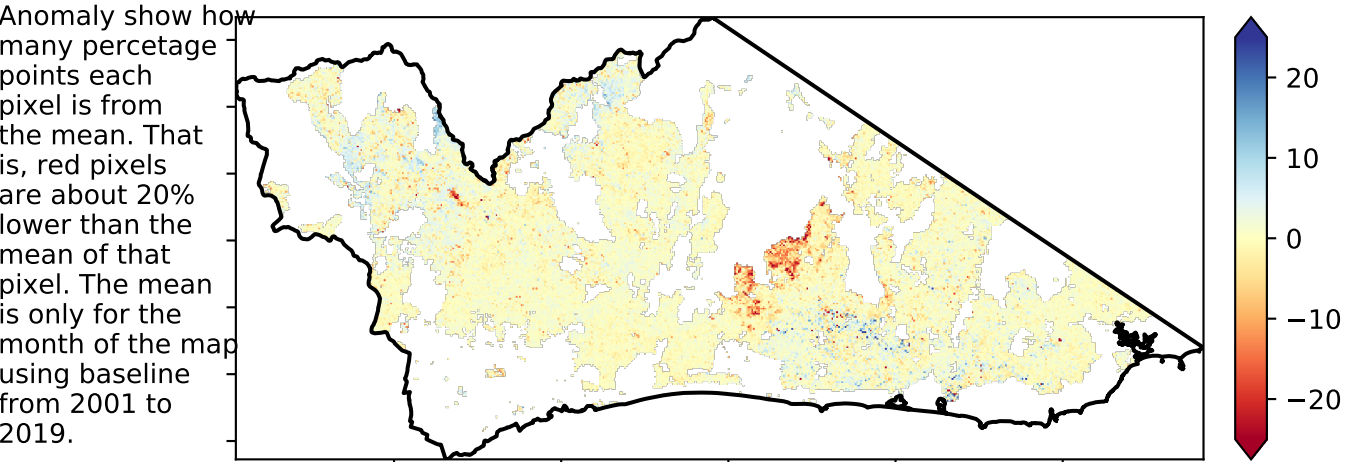 Anomaly show how
many percetage
points each
pixel is from
the mean. That
is, red pixels
are about 20%
lower than the
mean of that
pixel. The mean
is only for the
month of the map
using baseline
from 2001 to
2019.
20
10
0
−10
−20